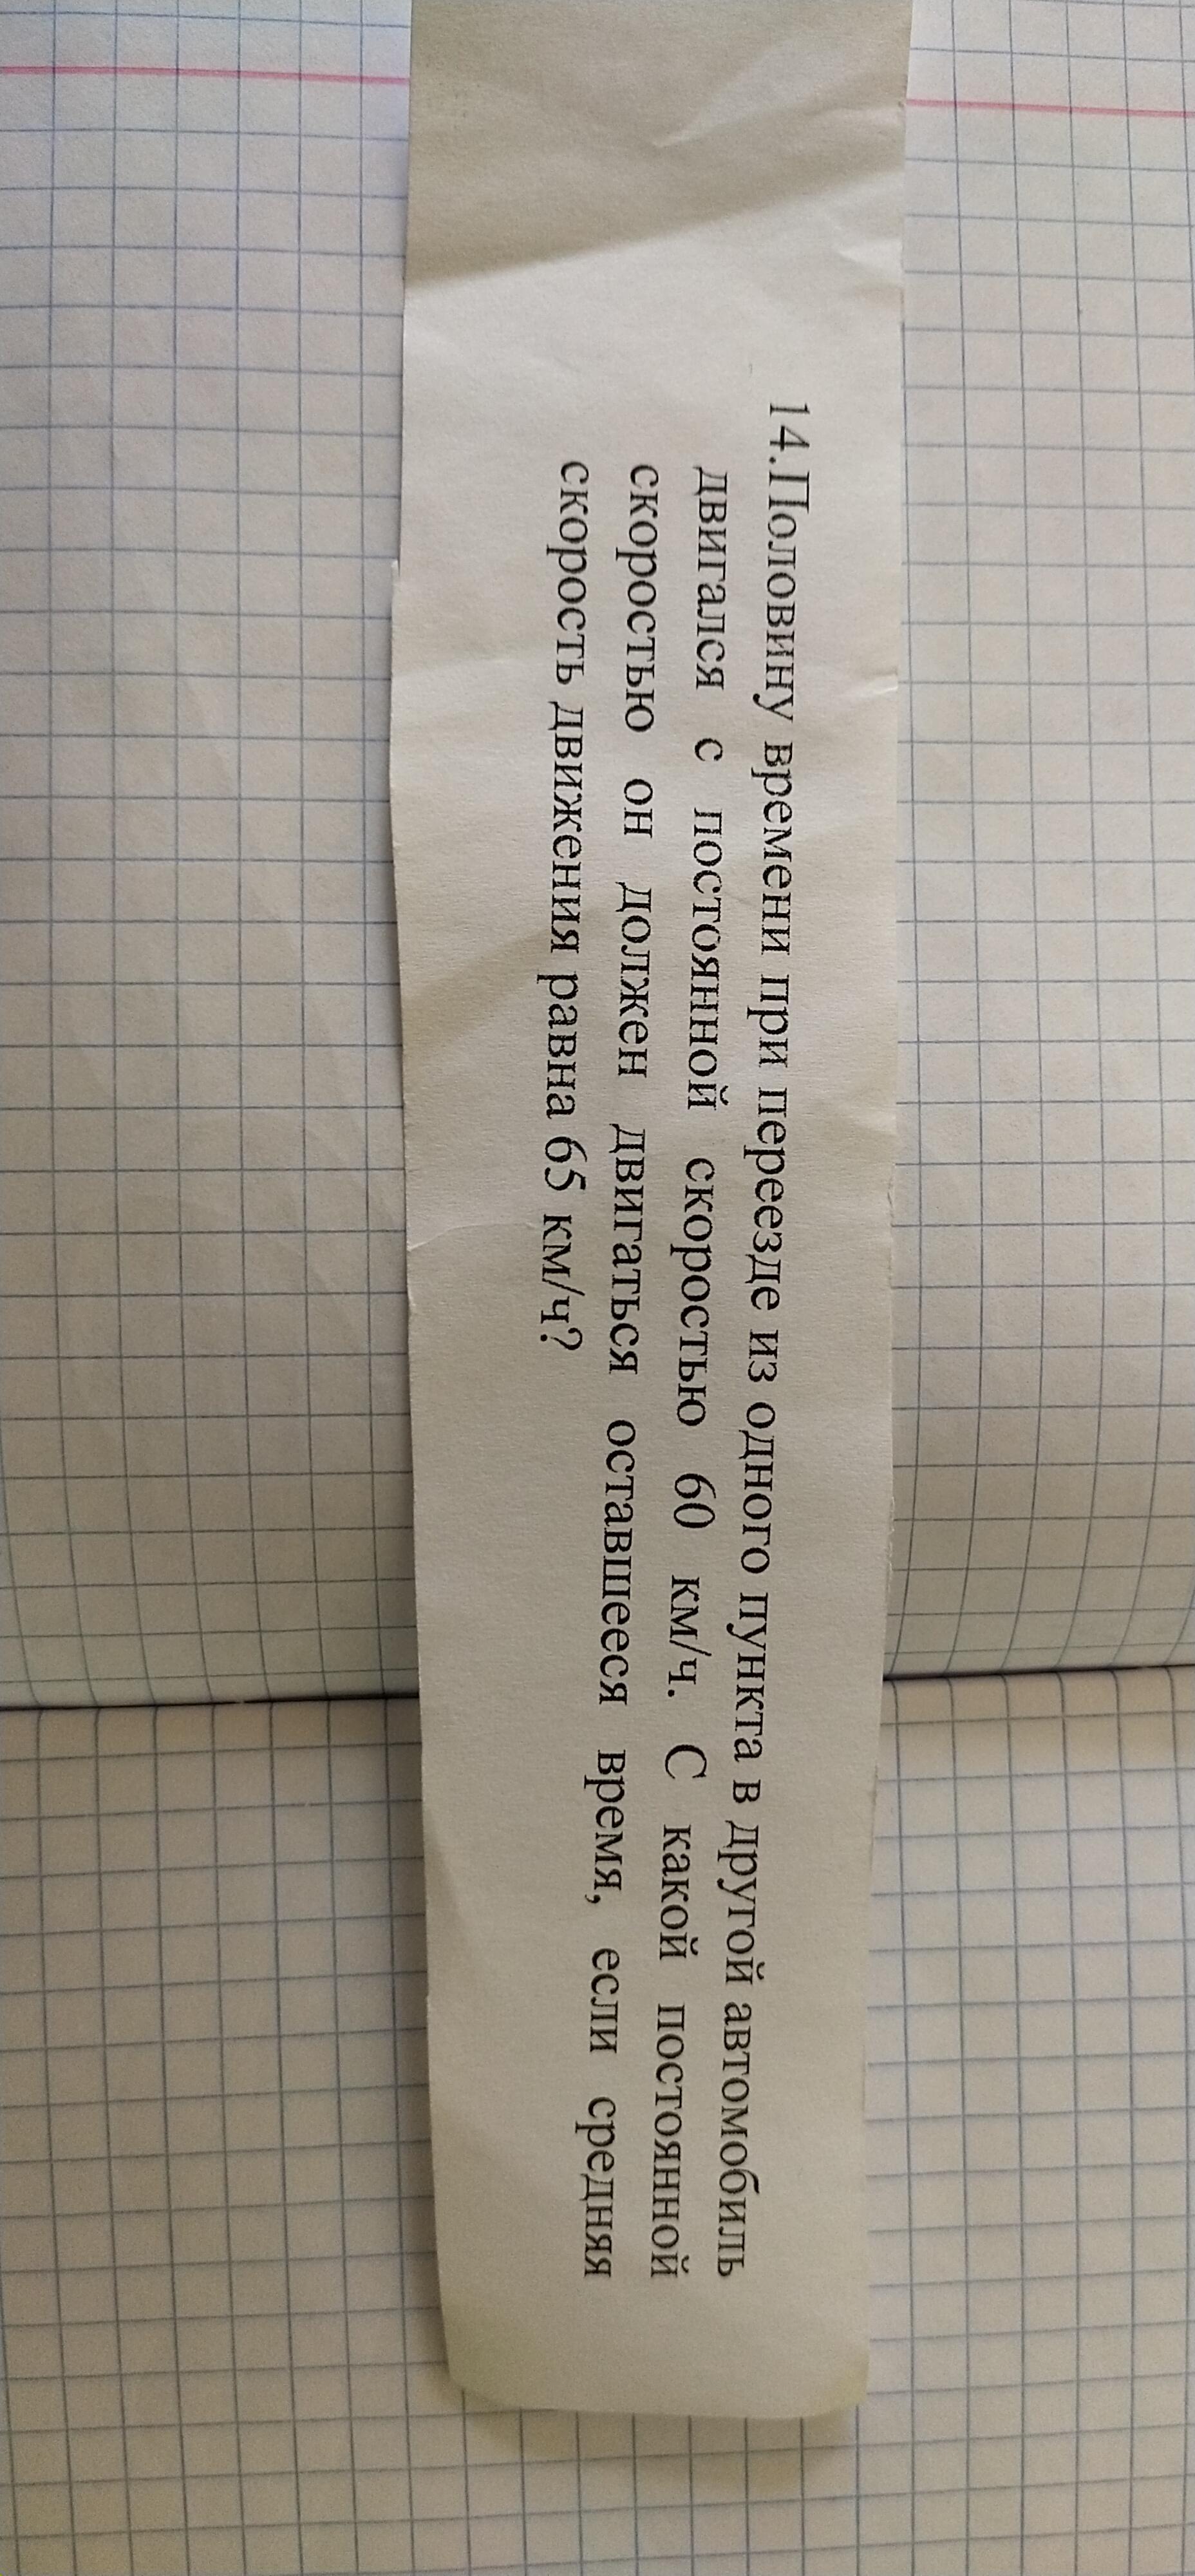 14.Половину времени при переезде из одного пункта в другой автомобиль
двигался с постоянной скоростью 60 км/ч. С какой постоянной
скоростью он должен двигаться оставшееся время, если средняя
скорость движения равна 65 км/ч?